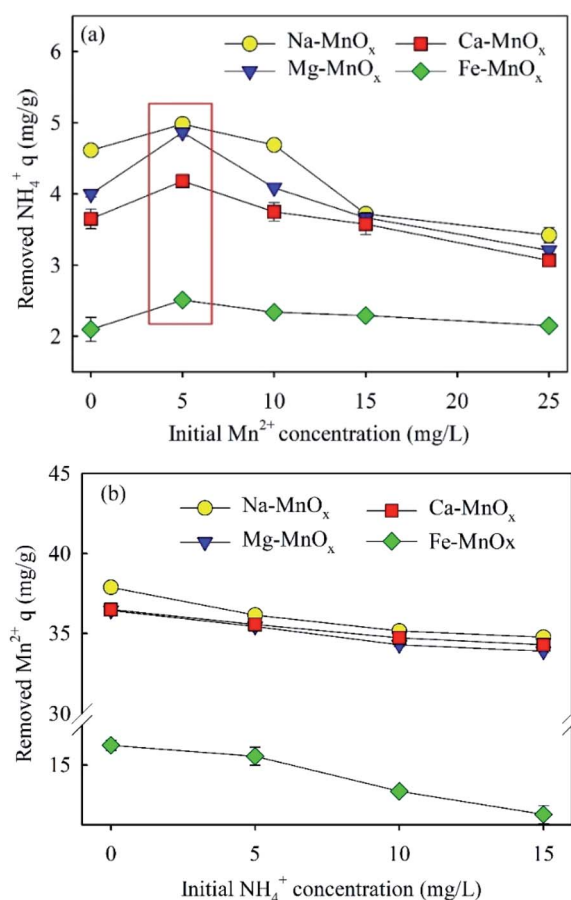 (a)
Na-MnOₓ
Ca-MnOₓ
Mg-MnOₓ
Fe-MnOₓ
Removed NH₄⁺ q (mg/g)
6
5
4
3
2
0 5 10 15 20 25
Initial Mn²⁺ concentration (mg/L)
(b)
Na-MnOₓ
Ca-MnOₓ
Mg-MnOₓ
Fe-MnOx
Removed Mn²⁺ q (mg/g)
45
40
35
30
15
0 5 10 15
Initial NH₄⁺ concentration (mg/L)